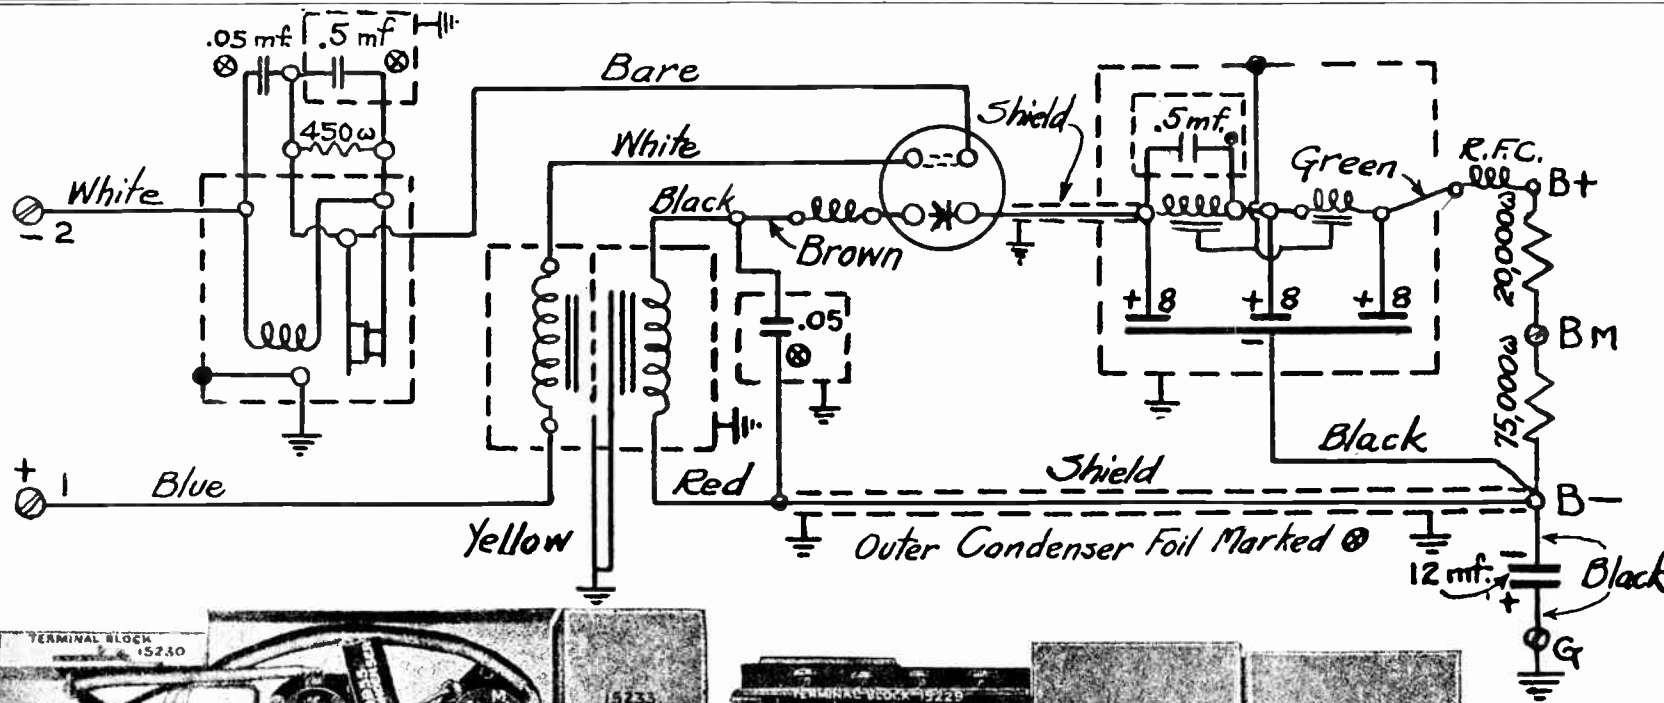 .05 mf. .5 mf
⊗ ⊗
450ω
Bare
White
White
- 2
Shield
.5 mf.
Green
R.F.C.
B+
Black
Brown
20,000ω
+ 8
+ 8
+ 8
-
.05
⊗
BM
75,000ω
Black
+ 1
Blue
Red
Shield
B-
Yellow
Outer Condenser Foil Marked ⊗
-
12 mf.
+
Black
G
TERMINAL BLOCK
15230
15233
TERMINAL BLOCK 15229